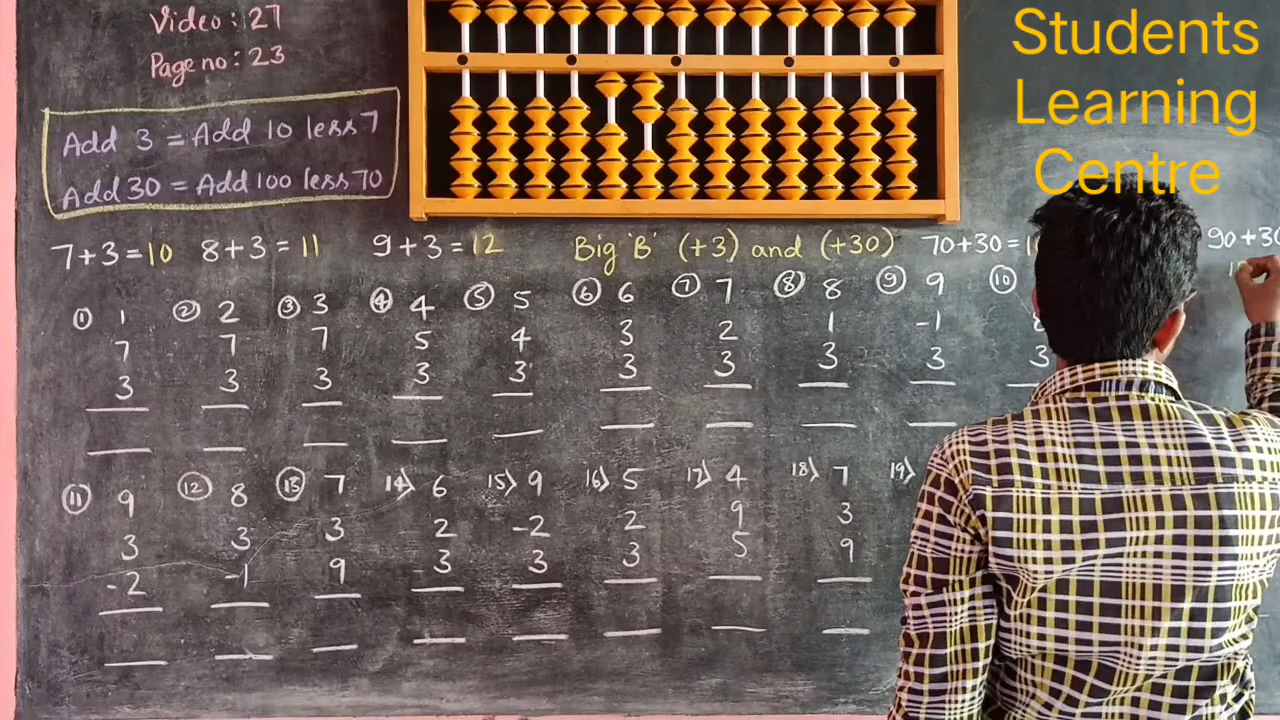 Video: 27
Page no: 23
Students
Learning
Centre
Add 3 = Add 10 less 7
Add 30 = Add 100 less 70
7+3=10 8+3=11 9+3=12 Big 'B' (+3) and (+30) 70+30= 90+30
① 1 ② 2 ③ 3 ④ 4 ⑤ 5 ⑥ 6 ⑦ 7 ⑧ 8 ⑨ 9 ⑩
7 7 7 5 4 3 2 1 -1
3 3 3 3 3 3 3 3 3 3
⑪ 9 ⑫ 8 ⑬ 7 14) 6 15) 9 16) 5 17) 4 18) 7 19)
3 3 3 2 -2 2 9 3
-2 -1 9 3 3 3 5 9